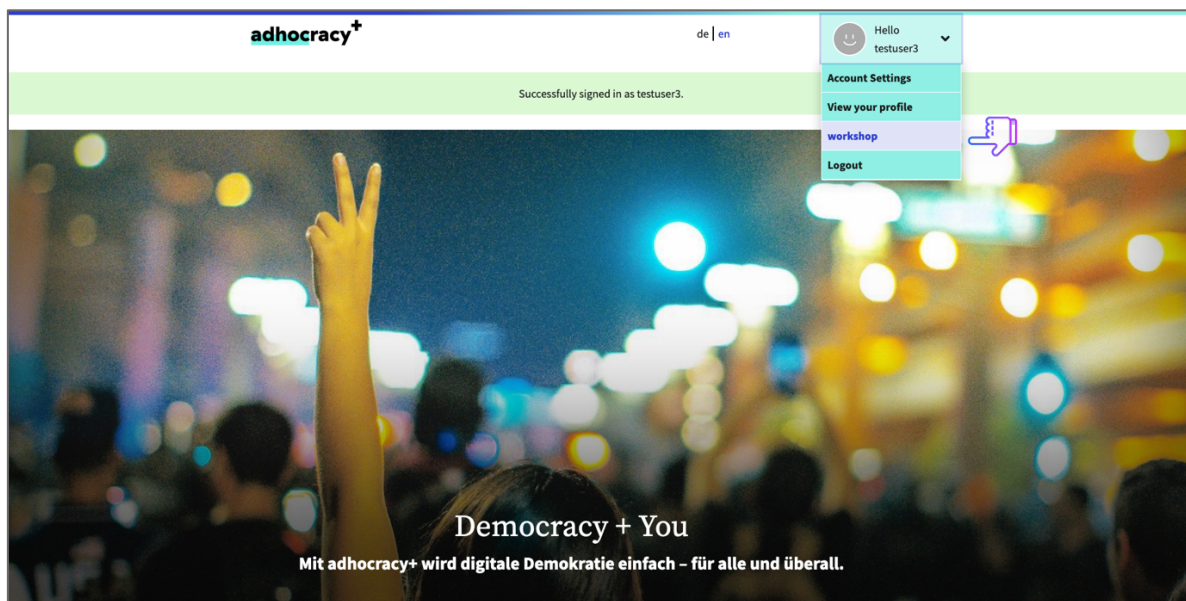 adhocracy+
de | en
Hello
testuser3
Account Settings
View your profile
workshop
Logout
Successfully signed in as testuser3.
Democracy + You
Mit adhocracy+ wird digitale Demokratie einfach – für alle und überall.